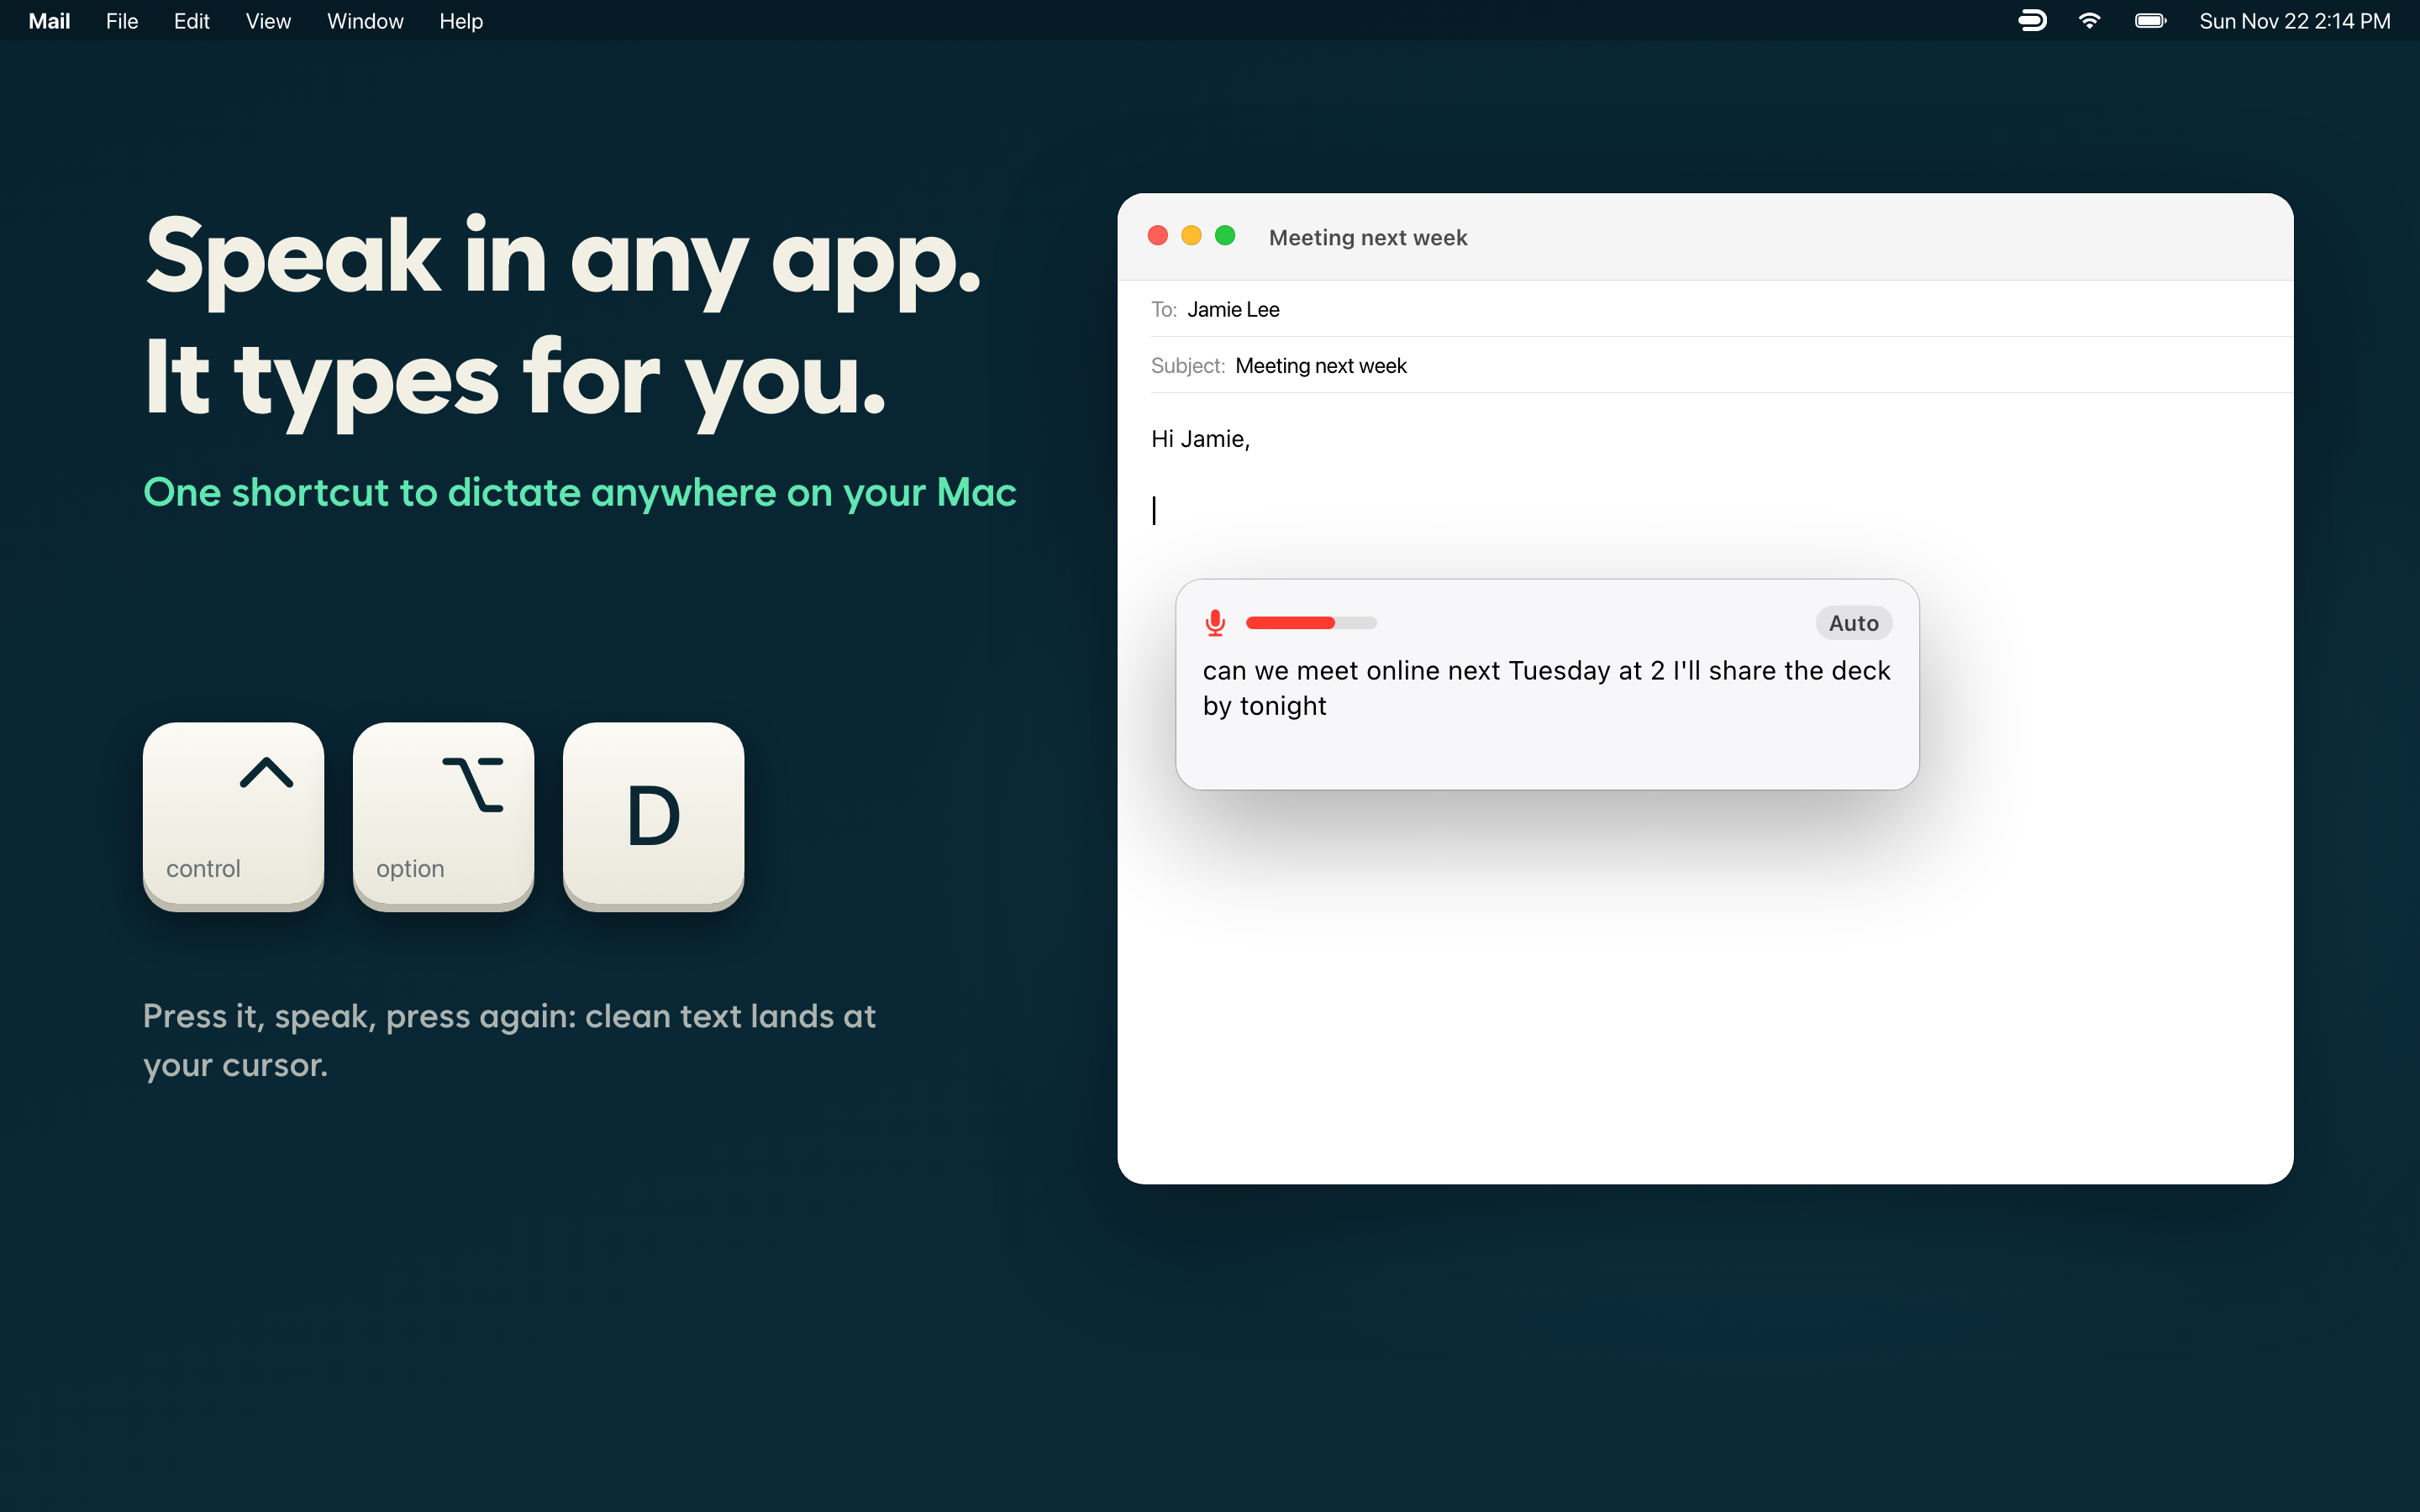 Mail File Edit View Window Help Sun Nov 22 2:14 PM
Speak in any app.
It types for you.
One shortcut to dictate anywhere on your Mac
control
option
D
Press it, speak, press again: clean text lands at
your cursor.
Meeting next week
To: Jamie Lee
Subject: Meeting next week
Hi Jamie,
Auto
can we meet online next Tuesday at 2 I'll share the deck
by tonight